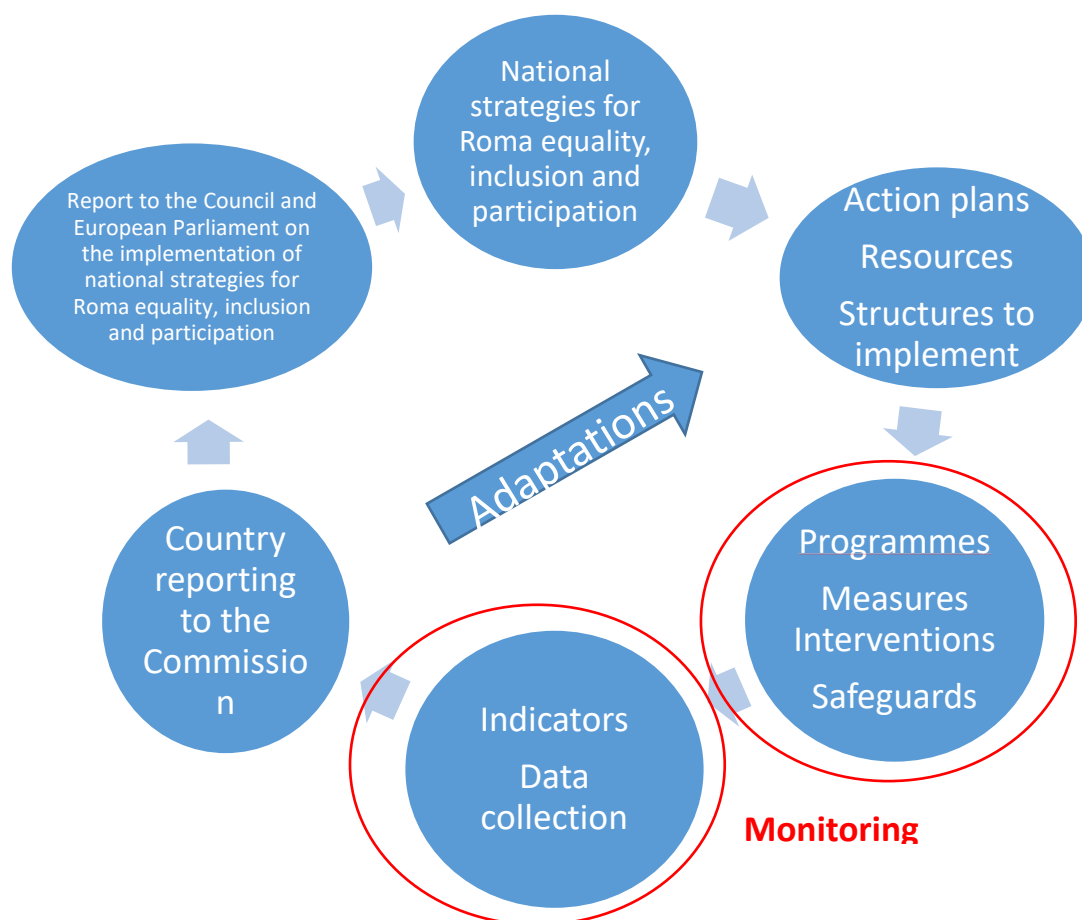 National
strategies for
Roma equality,
inclusion and
participation
Action plans
Resources
Structures to
implement
Programmes
Measures
Interventions
Safeguards
Monitoring
Indicators
Data
collection
Country
reporting
to the
Commissio
n
Report to the Council and
European Parliament on
the implementation of
national strategies for
Roma equality, inclusion
and participation
Adaptations